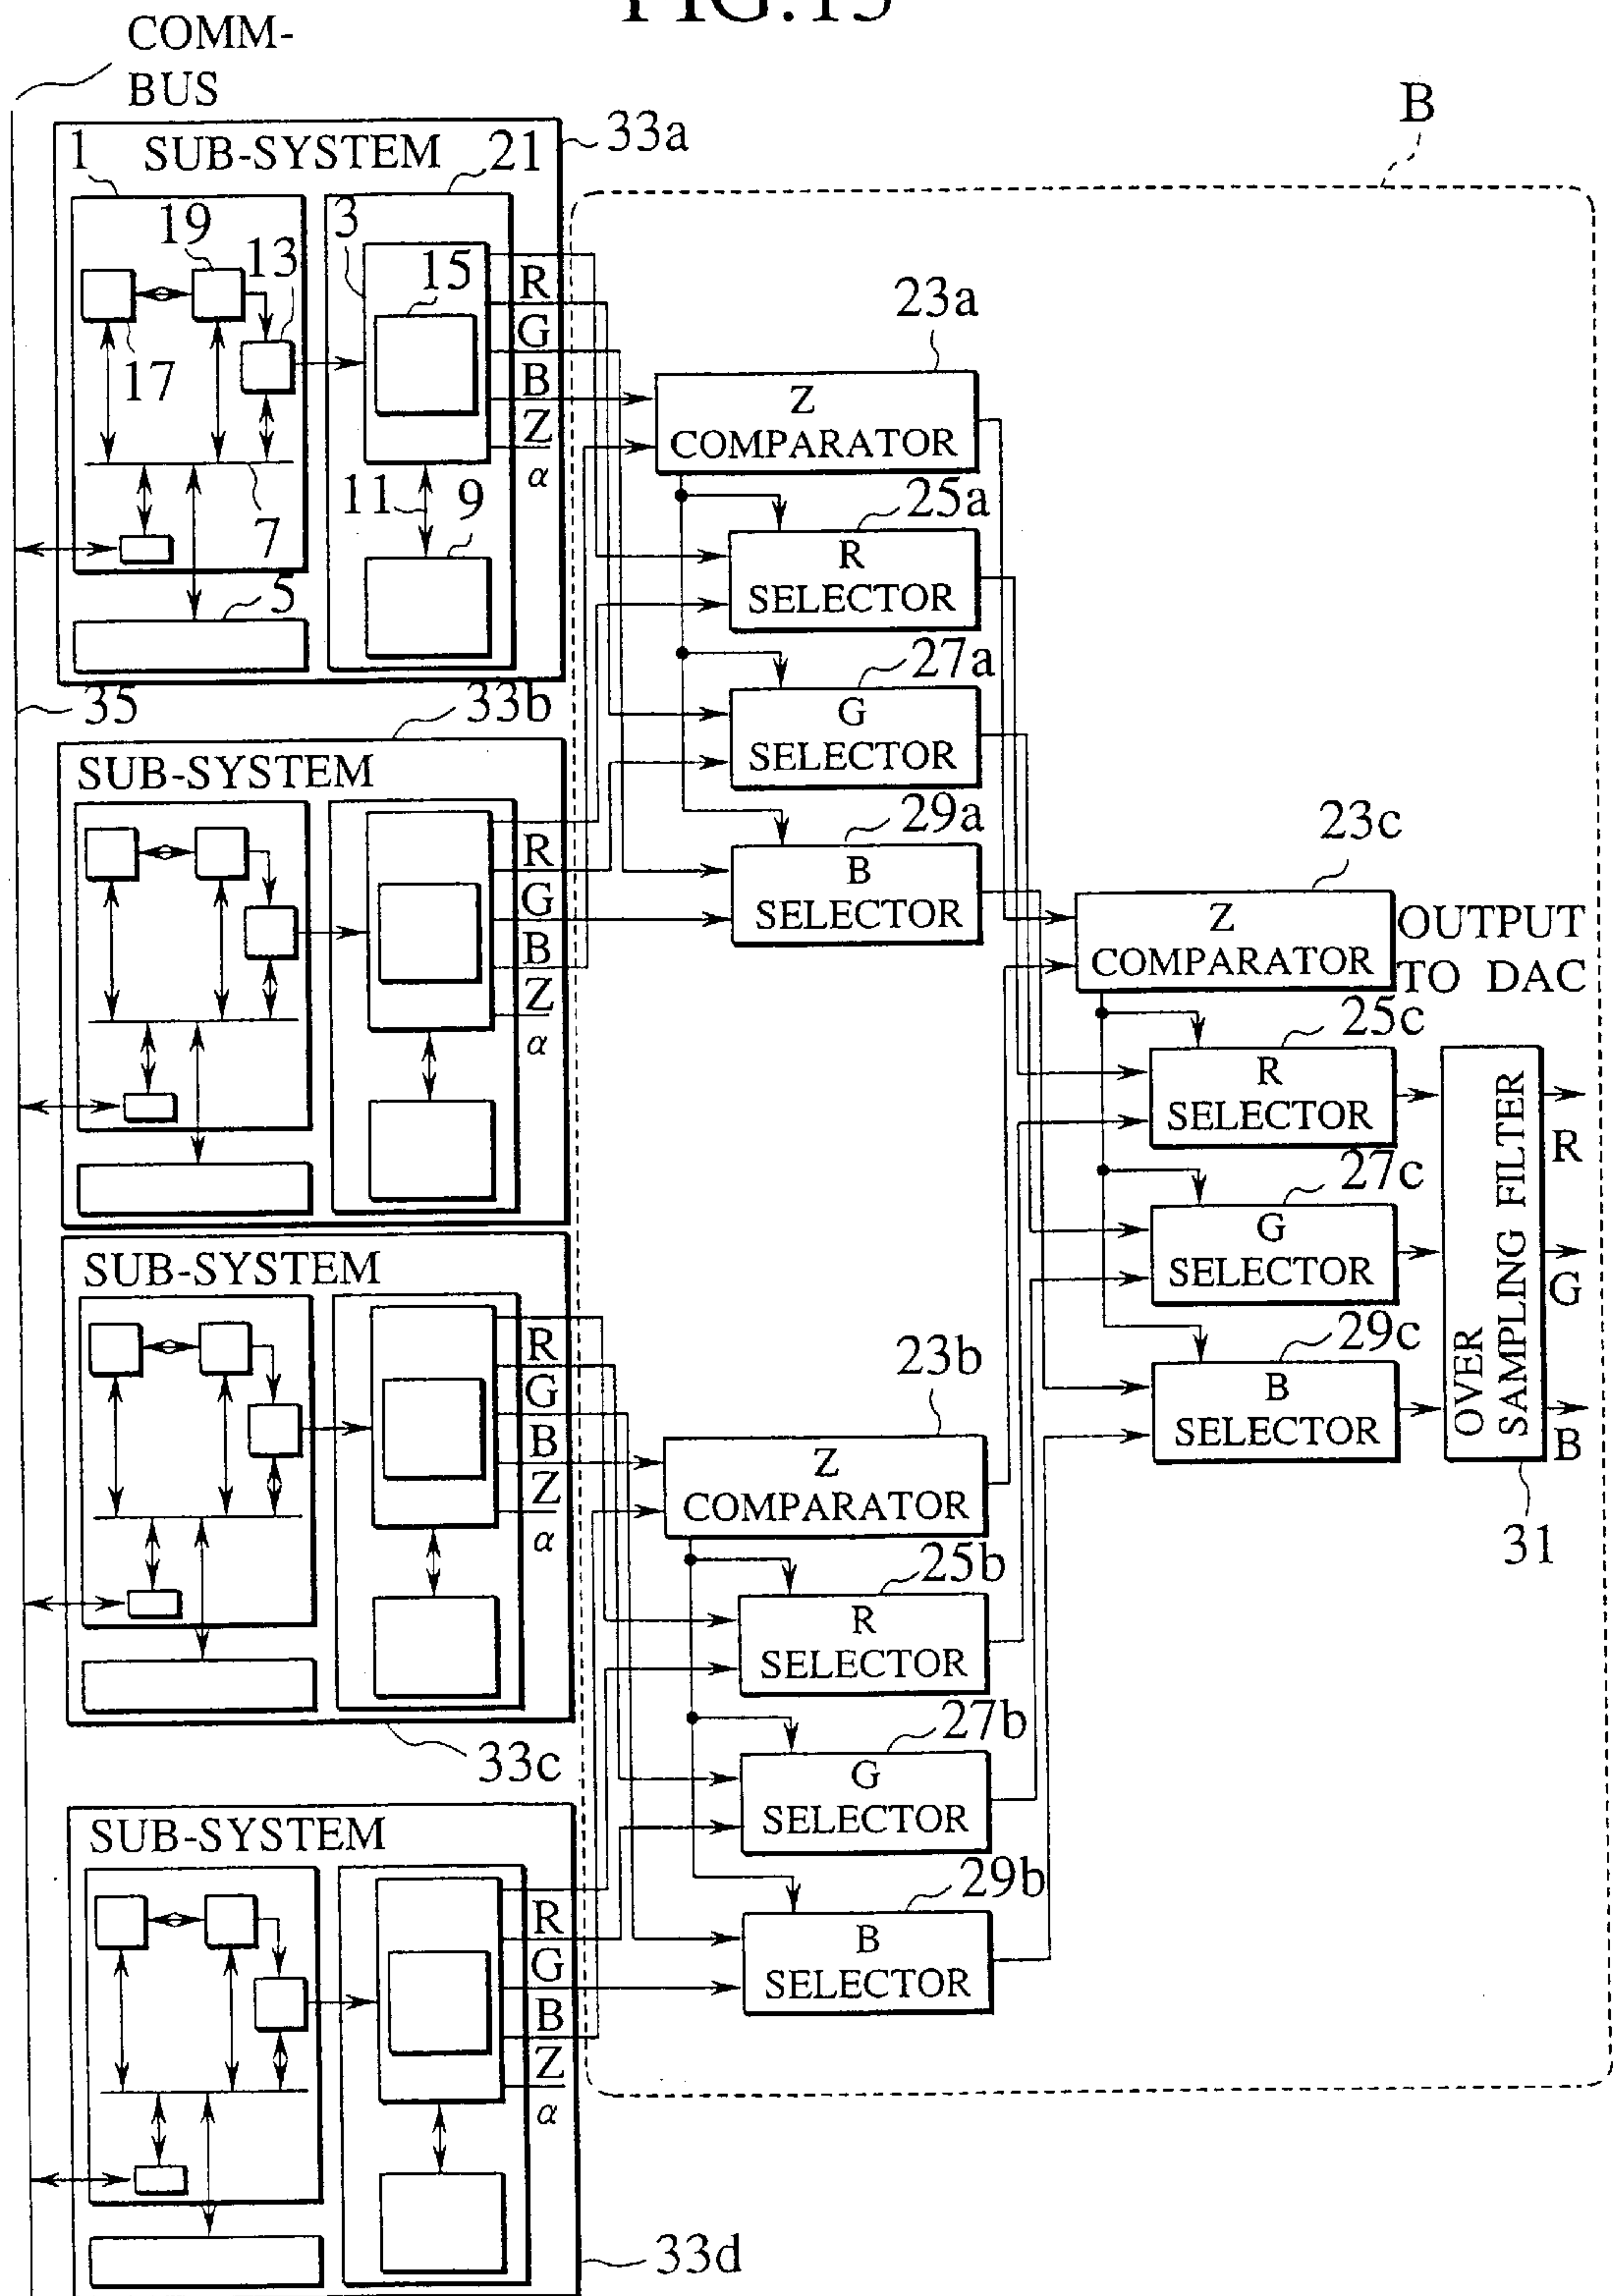 FIG.15
COMM-
BUS
B
33a
1
SUB-SYSTEM
21
19
13
17
7
5
3
15
11
9
R
G
B
Z
α
35
33b
SUB-SYSTEM
R
G
B
Z
α
SUB-SYSTEM
R
G
B
Z
α
33c
SUB-SYSTEM
R
G
B
Z
α
33d
23a
Z
COMPARATOR
25a
R
SELECTOR
27a
G
SELECTOR
29a
B
SELECTOR
23b
Z
COMPARATOR
25b
R
SELECTOR
27b
G
SELECTOR
29b
B
SELECTOR
23c
Z
COMPARATOR
OUTPUT
TO DAC
25c
R
SELECTOR
27c
G
SELECTOR
29c
B
SELECTOR
OVER
SAMPLING FILTER
R
G
B
31